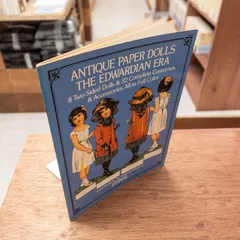 ANTIQUE PAPER DOLLS
THE EDWARDIAN ERA
8 Two-Sided Dolls & 32 Complete Costumes
& Accessories, All in Full Color